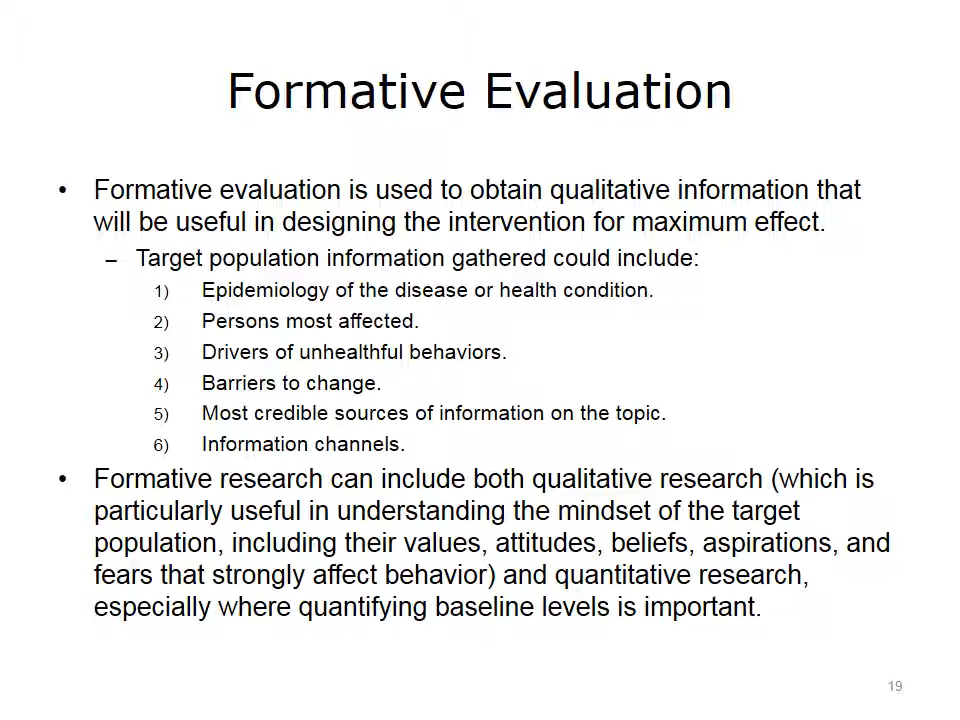 Formative Evaluation
• Formative evaluation is used to obtain qualitative information that
will be useful in designing the intervention for maximum effect.
– Target population information gathered could include:
1) Epidemiology of the disease or health condition.
2) Persons most affected.
3) Drivers of unhealthful behaviors.
4) Barriers to change.
5) Most credible sources of information on the topic.
6) Information channels.
• Formative research can include both qualitative research (which is
particularly useful in understanding the mindset of the target
population, including their values, attitudes, beliefs, aspirations, and
fears that strongly affect behavior) and quantitative research,
especially where quantifying baseline levels is important.
19